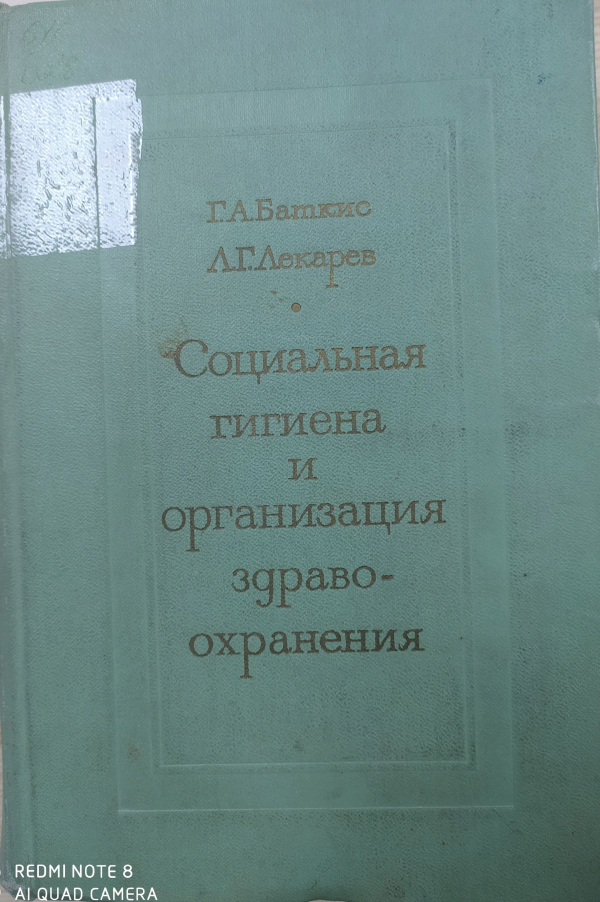 Г.А.Баткис
Л.Г.Лекарев
•
Социальная
гигиена
и
организация
здраво-
охранения
REDMI NOTE 8
AI QUAD CAMERA